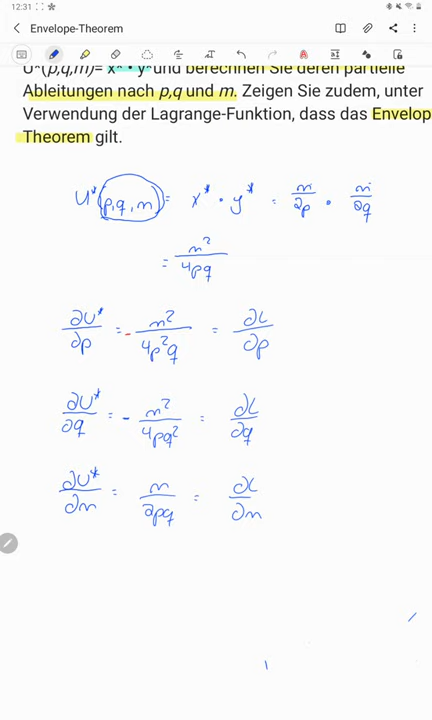 12:31
Envelope-Theorem
U*(p,q,m)= x* • y* und berechnen Sie deren partielle
Ableitungen nach p,q und m. Zeigen Sie zudem, unter
Verwendung der Lagrange-Funktion, dass das Envelop
Theorem gilt.
U*(p,q,m) = x* · y* = m/2p · m/2q
= m²/4pq
∂U*/∂p = - m²/4p²q = ∂L/∂p
∂U*/∂q = - m²/4pq² = ∂L/∂q
∂U*/∂m = m/2pq = ∂L/∂m